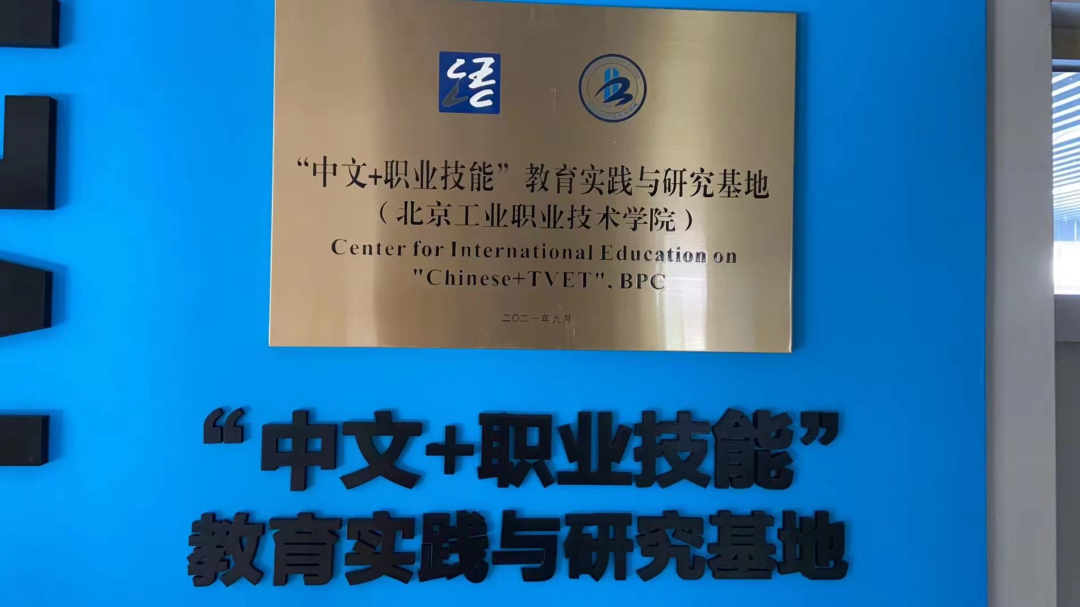 “中文+职业技能”教育实践与研究基地
（北京工业职业技术学院）
Center for International Education on
"Chinese+TVET", BPC
二〇二一年九月
“中文+职业技能”
教育实践与研究基地